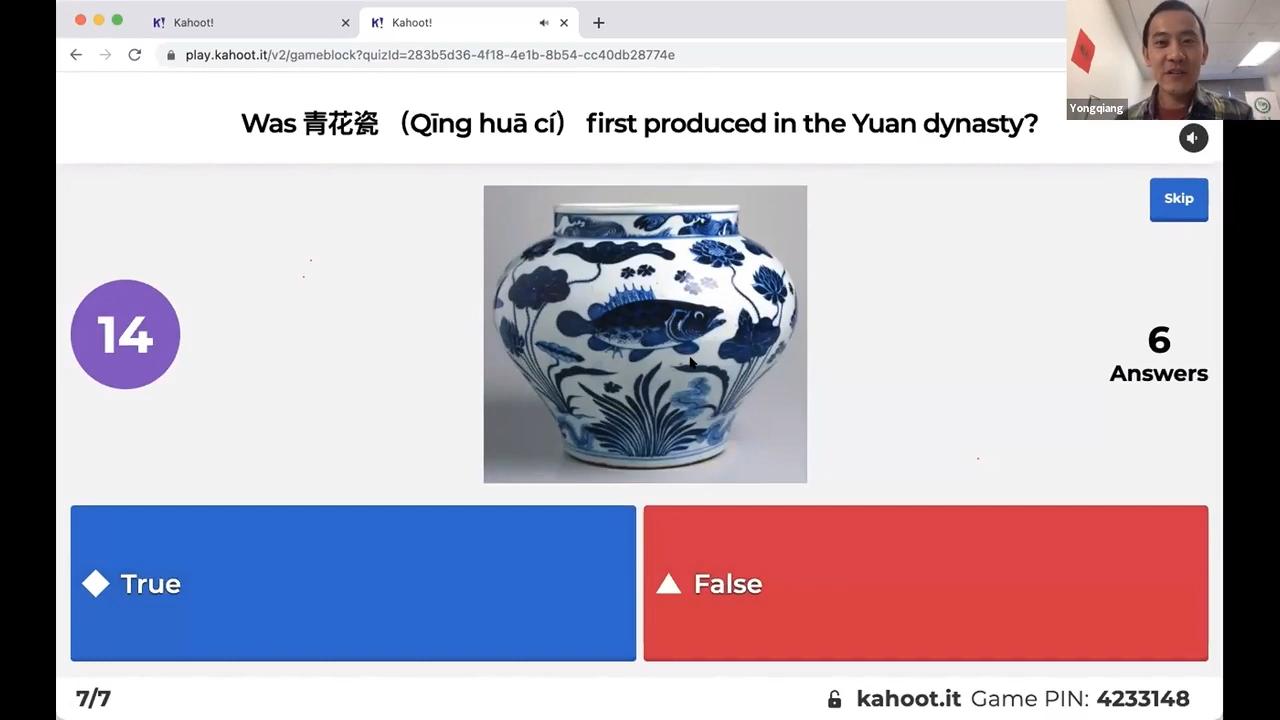 Kahoot!
Kahoot!
play.kahoot.it/v2/gameblock?quizId=283b5d36-4f18-4e1b-8b54-cc40db28774e
Yongqiang
Was 青花瓷 （Qīng huā cí） first produced in the Yuan dynasty?
Skip
14
6
Answers
True
False
7/7
kahoot.it Game PIN: 4233148